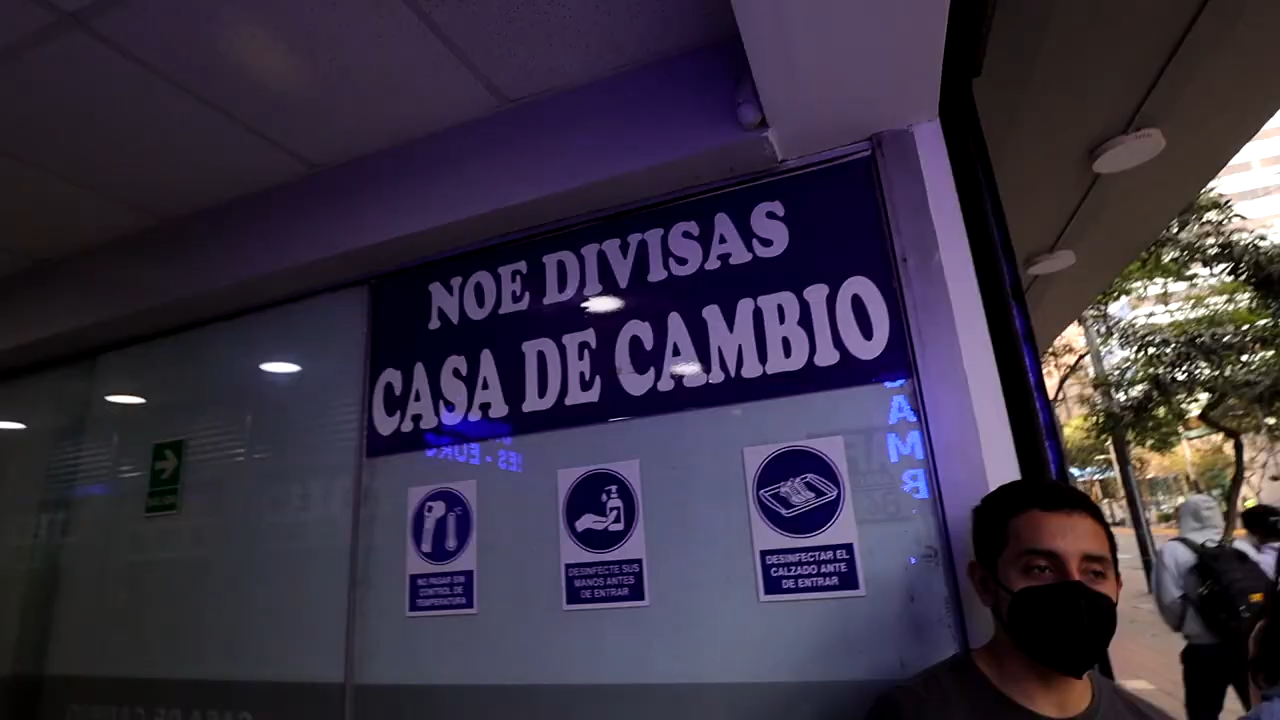 NOE DIVISAS
CASA DE CAMBIO
NO PASAR SIN
CONTROL DE
TEMPERATURA
DESINFECTE SUS
MANOS ANTES
DE ENTRAR
DESINFECTAR EL
CALZADO ANTE
DE ENTRAR
AMB